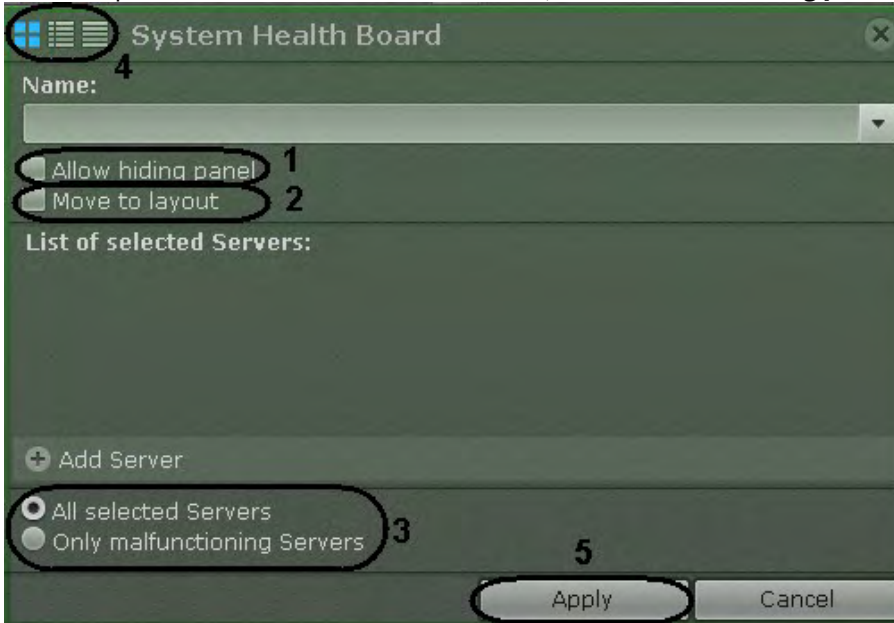 System Health Board
4
Name:
Allow hiding panel 1
Move to layout 2
List of selected Servers:
Add Server
All selected Servers
Only malfunctioning Servers 3
5
Apply Cancel